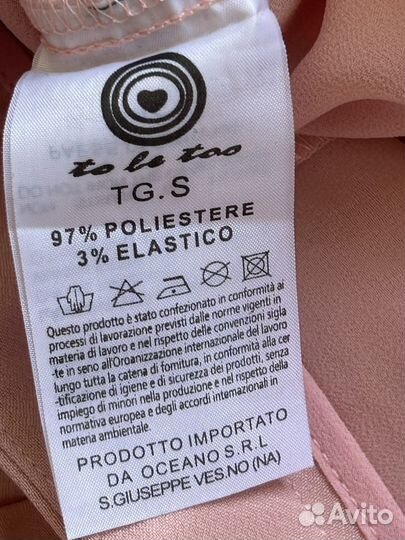 to le too
TG.S
97% POLIESTERE
3% ELASTICO
Questo prodotto è stato confezionato in conformità ai
processi di lavorazione previsti dalle norme vigenti in
materia di lavoro e nel rispetto delle convenzioni sigla
te in seno all'Oroganizzazione internazionale del lavoro
lungo tutta la catena di fornitura, in conformità alla cer
-tificazione di igiene e di sicurezza dei prodotti, senza
impiego di minori nella produzione e nel rispetto della
normativa europea e degli accordi internazionali in
materia ambientale.
PRODOTTO IMPORTATO
DA OCEANO S.R.L
S.GIUSEPPE VES.NO (NA)
Avito